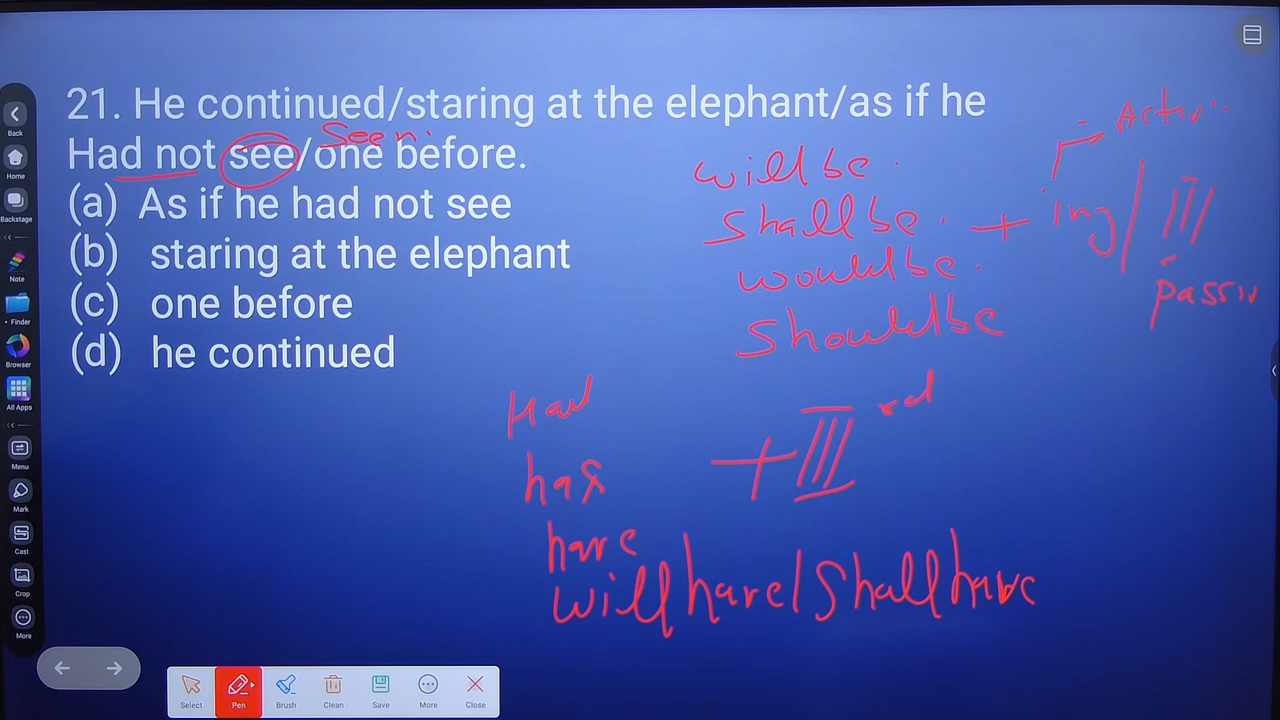 21. He continued/staring at the elephant/as if he
Had not see/one before.
Seen.
(a) As if he had not see
(b) staring at the elephant
(c) one before
(d) he continued
will be
shall be
would be
should be
+ ing/III
Activ
passiv
Had
has
have
will have/shall have
+ III rd
Back
Home
Backstage
Note
Finder
Browser
All Apps
Menu
Mark
Cast
Crop
More
Select
Pen
Brush
Clean
Save
More
Close